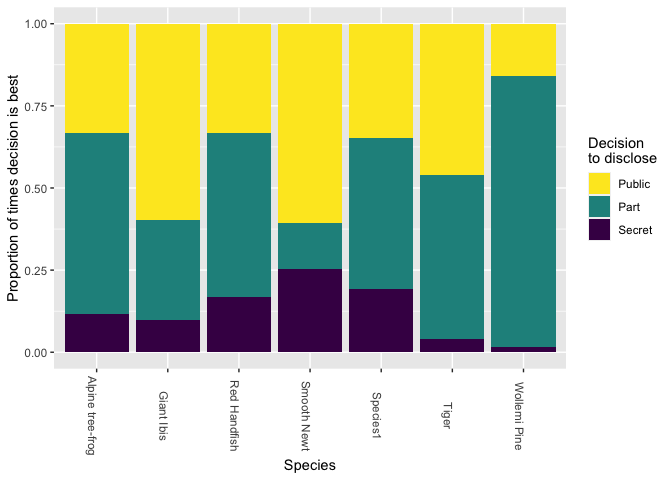 Proportion of times decision is best
1.00
0.75
0.50
0.25
0.00
Alpine tree-frog
Giant Ibis
Red Handfish
Smooth Newt
Species1
Tiger
Wollemi Pine
Species
Decision
to disclose
Public
Part
Secret